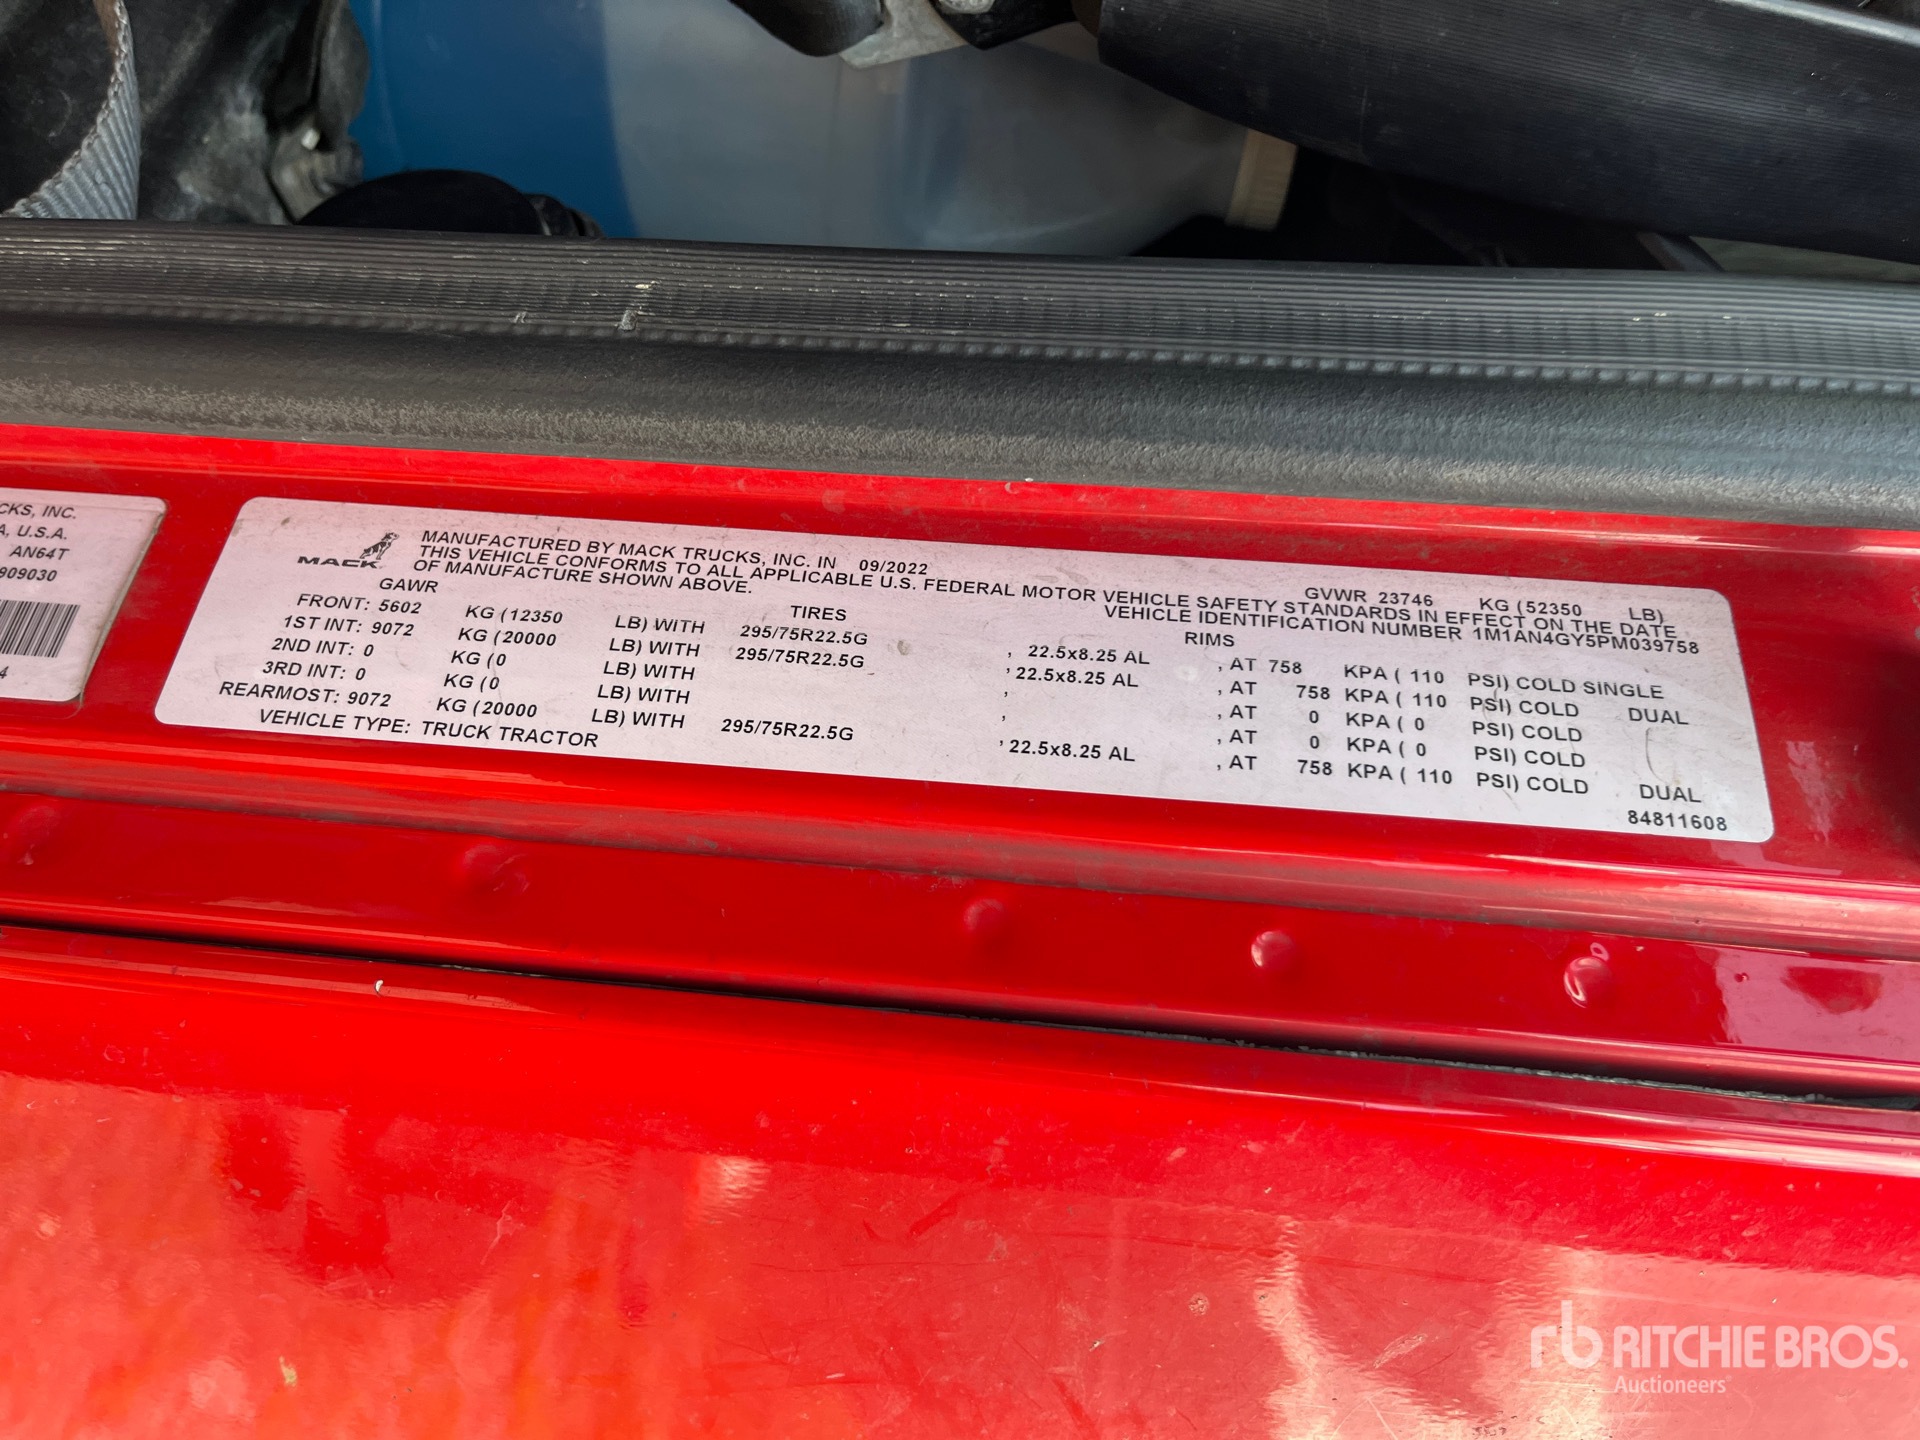 CKS, INC.
A, U.S.A.
AN64T
909030
4
MACK
MANUFACTURED BY MACK TRUCKS, INC. IN 09/2022 GVWR 23746 KG (52350 LB)
THIS VEHICLE CONFORMS TO ALL APPLICABLE U.S. FEDERAL MOTOR VEHICLE SAFETY STANDARDS IN EFFECT ON THE DATE
OF MANUFACTURE SHOWN ABOVE. VEHICLE IDENTIFICATION NUMBER 1M1AN4GY5PM039758
GAWR TIRES RIMS
FRONT: 5602 KG (12350 LB) WITH 295/75R22.5G , 22.5x8.25 AL , AT 758 KPA ( 110 PSI) COLD SINGLE
1ST INT: 9072 KG (20000 LB) WITH 295/75R22.5G , 22.5x8.25 AL , AT 758 KPA ( 110 PSI) COLD DUAL
2ND INT: 0 KG (0 LB) WITH , , AT 0 KPA ( 0 PSI) COLD
3RD INT: 0 KG (0 LB) WITH , , AT 0 KPA ( 0 PSI) COLD
REARMOST: 9072 KG (20000 LB) WITH 295/75R22.5G , 22.5x8.25 AL , AT 758 KPA ( 110 PSI) COLD DUAL
VEHICLE TYPE: TRUCK TRACTOR 84811608
rb RITCHIE BROS.
Auctioneers